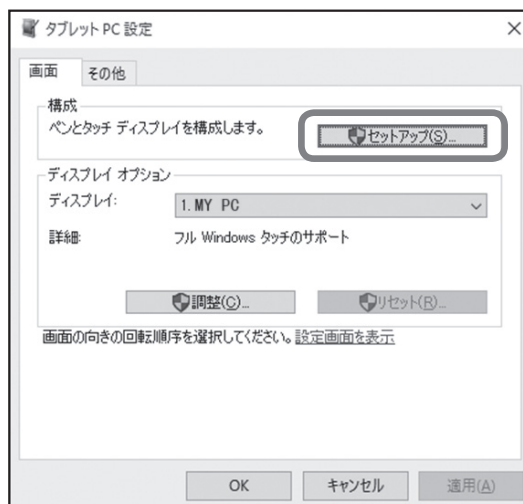 タブレット PC 設定
画面 その他
構成
ペンとタッチ ディスプレイを構成します。 セットアップ(S)...
ディスプレイ オプション
ディスプレイ: 1. MY PC
詳細: フル Windows タッチのサポート
調整(C)... リセット(R)...
画面の向きの回転順序を選択してください。設定画面を表示
OK キャンセル 適用(A)